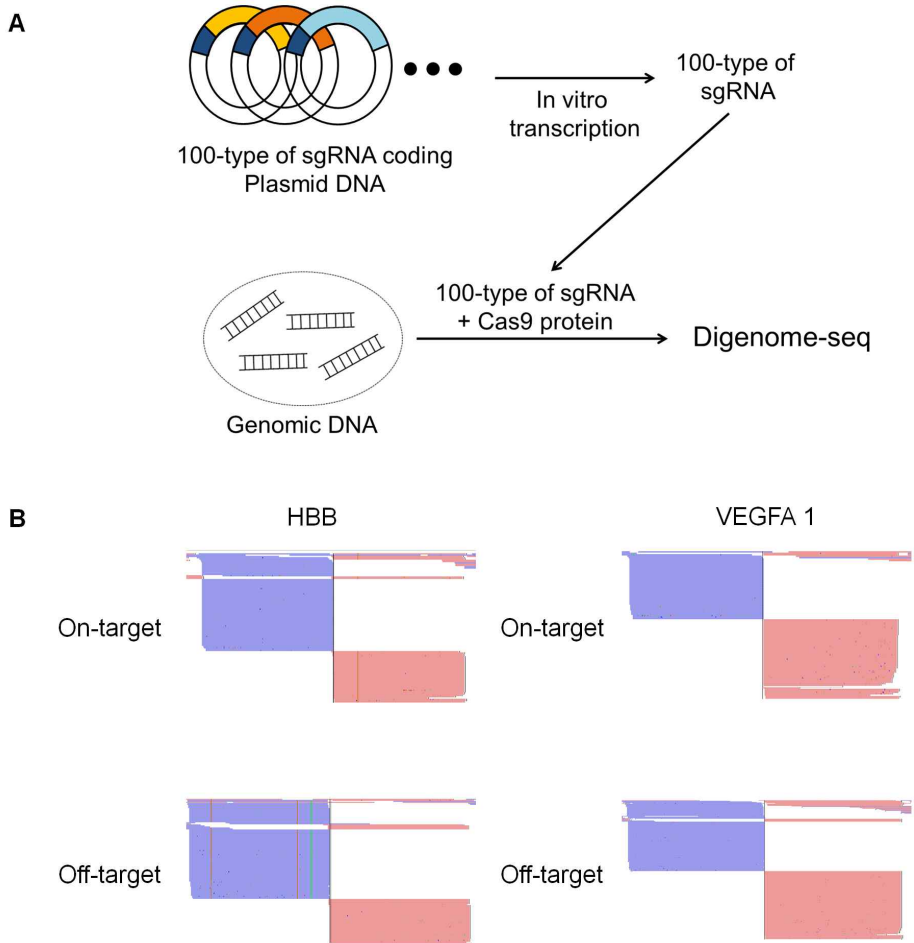 A
100-type of sgRNA coding
Plasmid DNA
In vitro
transcription
100-type of
sgRNA
Genomic DNA
100-type of sgRNA
+ Cas9 protein
Digenome-seq
B
HBB
VEGFA 1
On-target
On-target
Off-target
Off-target